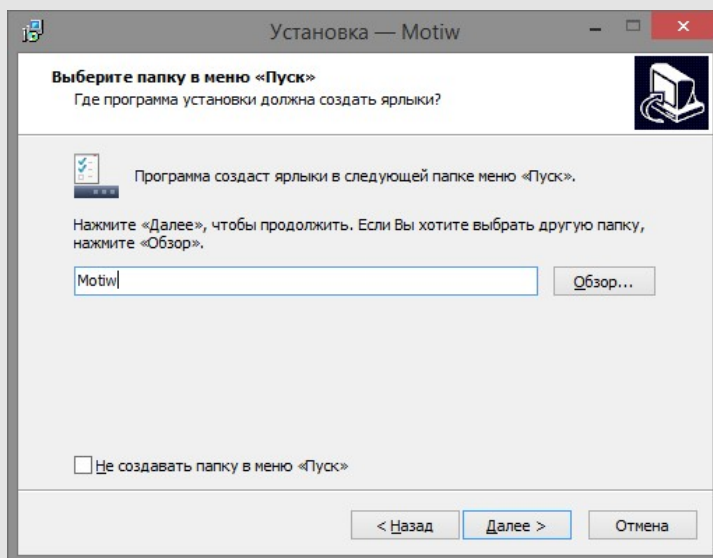 Установка — Motiw
Выберите папку в меню «Пуск»
Где программа установки должна создать ярлыки?
Программа создаст ярлыки в следующей папке меню «Пуск».
Нажмите «Далее», чтобы продолжить. Если Вы хотите выбрать другую папку,
нажмите «Обзор».
Motiw
Обзор...
Не создавать папку в меню «Пуск»
< Назад
Далее >
Отмена